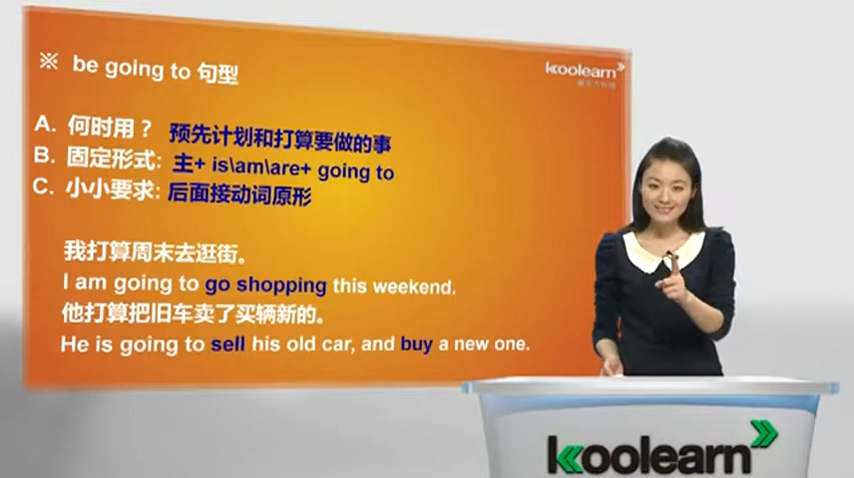 ※ be going to 句型
koolearn
A. 何时用？ 预先计划和打算要做的事
B. 固定形式: 主+ is\am\are+ going to
C. 小小要求: 后面接动词原形
我打算周末去逛街。
I am going to go shopping this weekend.
他打算把旧车卖了买辆新的。
He is going to sell his old car, and buy a new one.
koolearn